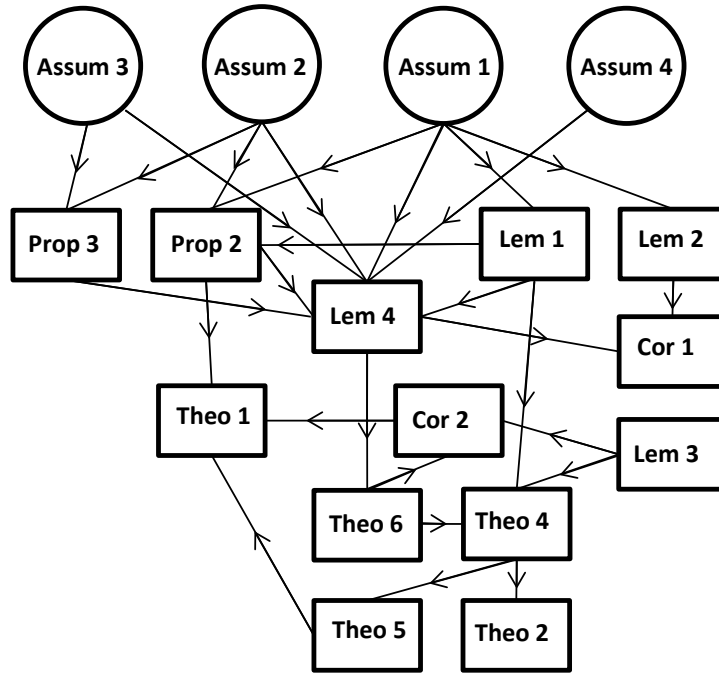 Assum 3
Assum 2
Assum 1
Assum 4
Prop 3
Prop 2
Lem 1
Lem 2
Lem 4
Cor 1
Theo 1
Cor 2
Lem 3
Theo 6
Theo 4
Theo 5
Theo 2